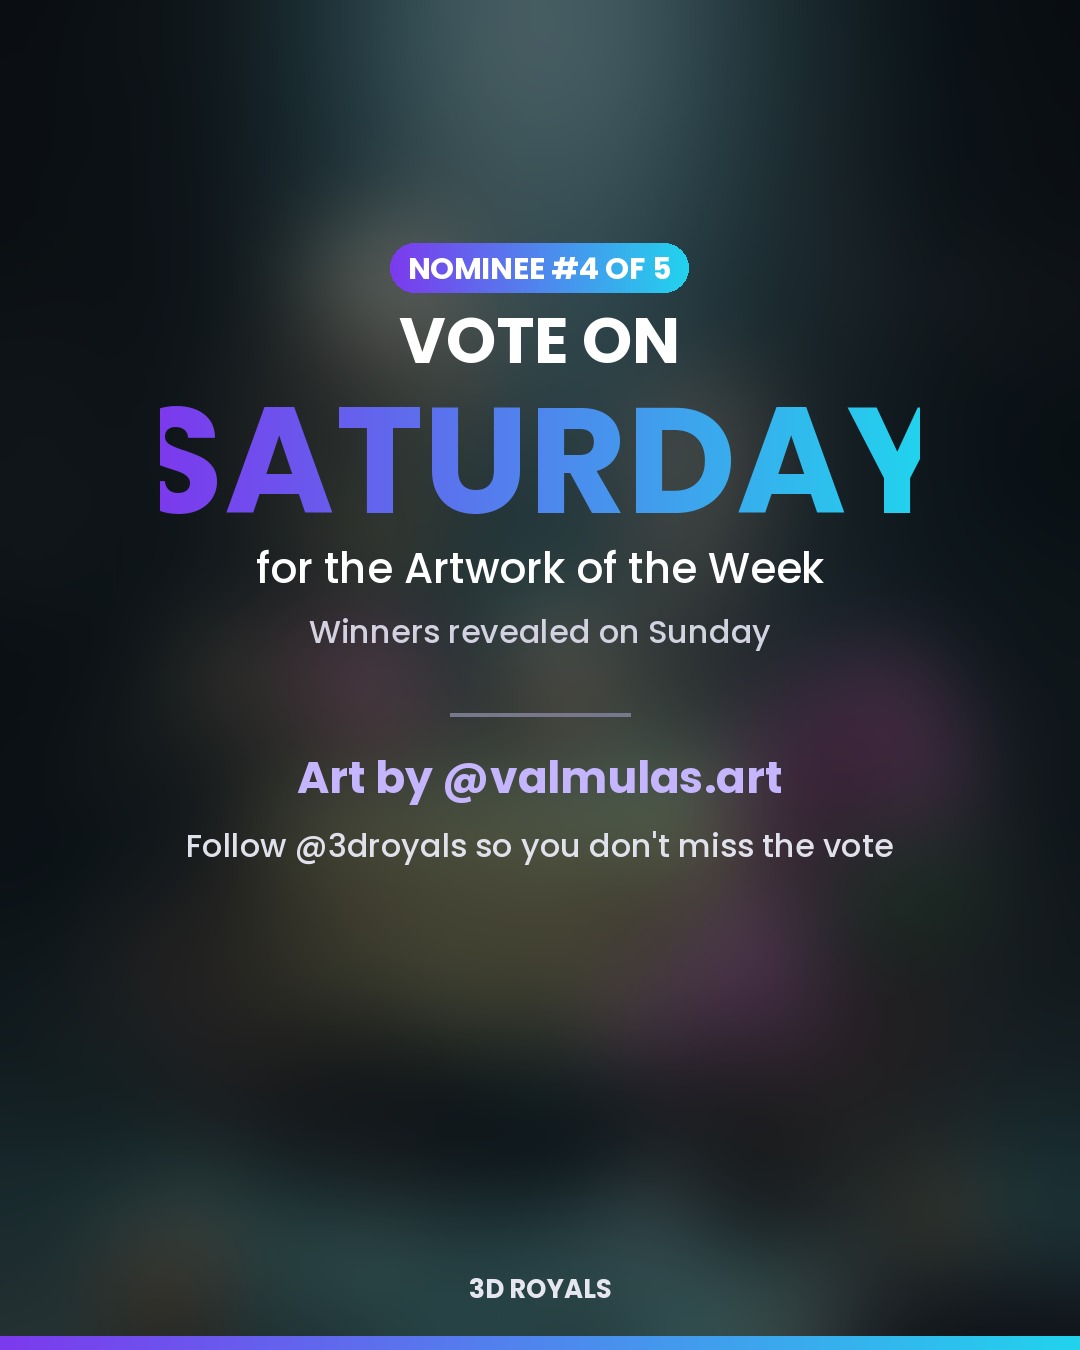 NOMINEE #4 OF 5
VOTE ON
SATURDAY
for the Artwork of the Week
Winners revealed on Sunday
Art by @valmulas.art
Follow @3droyals so you don't miss the vote
3D ROYALS